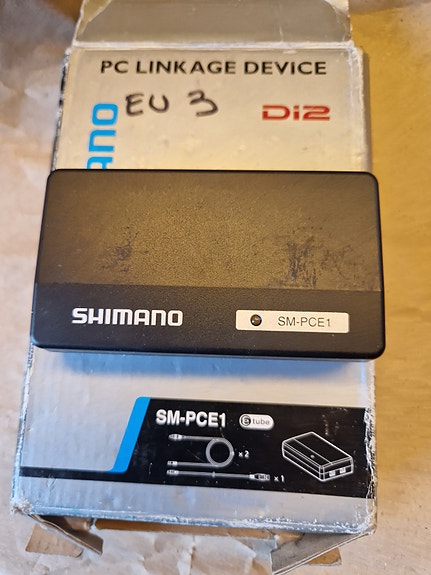 PC LINKAGE DEVICE
EU 3
Di2
ANO
SHIMANO
SM-PCE1
SM-PCE1 e tube
× 2
× 1